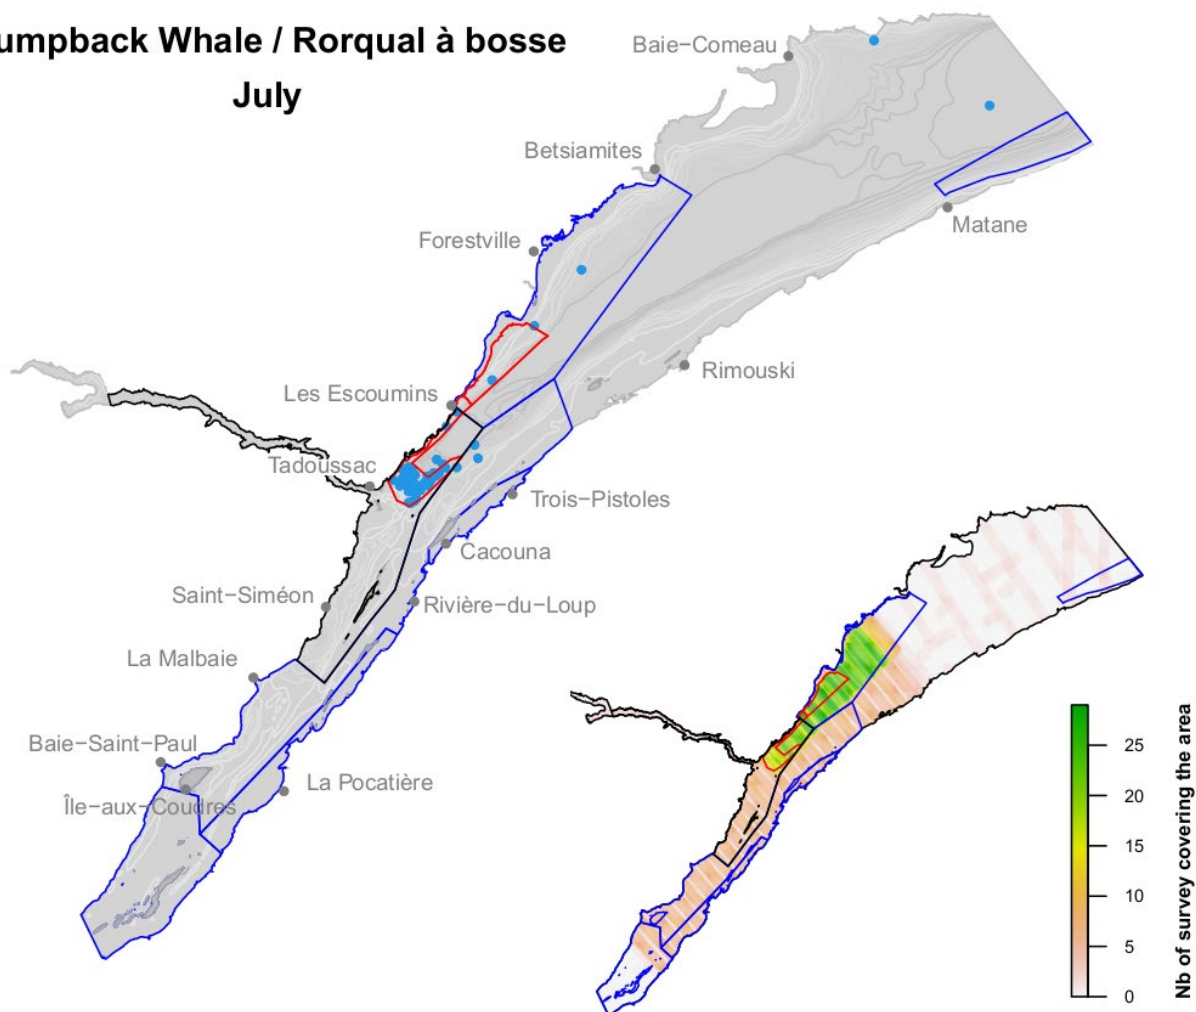 umpback Whale / Rorqual à bosse
July
Baie−Comeau
Betsiamites
Matane
Forestville
Rimouski
Les Escoumins
Tadoussac
Trois−Pistoles
Cacouna
Saint−Siméon
Rivière−du−Loup
La Malbaie
Baie−Saint−Paul
La Pocatière
Île−aux−Coudres
25
20
15
10
5
0
Nb of survey covering the area